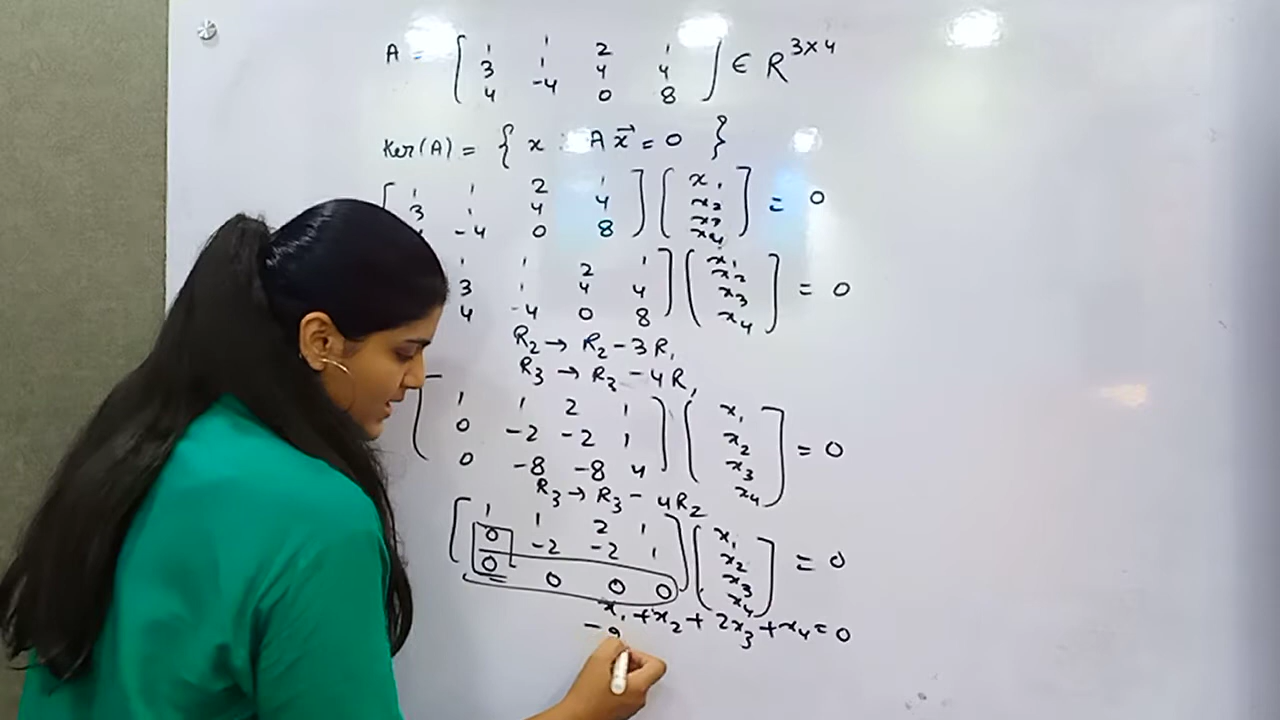 A = [ 1 1 2 1
3 1 4 4
4 -4 0 8 ] ∈ R^{3×4}
Ker(A) = { x : A x⃗ = 0 }
[ 1 1 2 1 ] [ x₁ ]
3 1 4 4 x₂ = 0
-4 0 8 x₃
x₄
1 1 2 1 ] [ x₁ ]
3 1 4 4 x₂ = 0
4 -4 0 8 x₃
x₄
R₂ → R₂ - 3R₁
R₃ → R₃ - 4R₁
[ 1 1 2 1 ] [ x₁ ]
0 -2 -2 1 x₂ = 0
0 -8 -8 4 x₃
x₄
R₃ → R₃ - 4R₂
[ 1 1 2 1 ] [ x₁ ]
0 -2 -2 1 x₂ = 0
0 0 0 0 x₃
x₄
x₁ + x₂ + 2x₃ + x₄ = 0
-